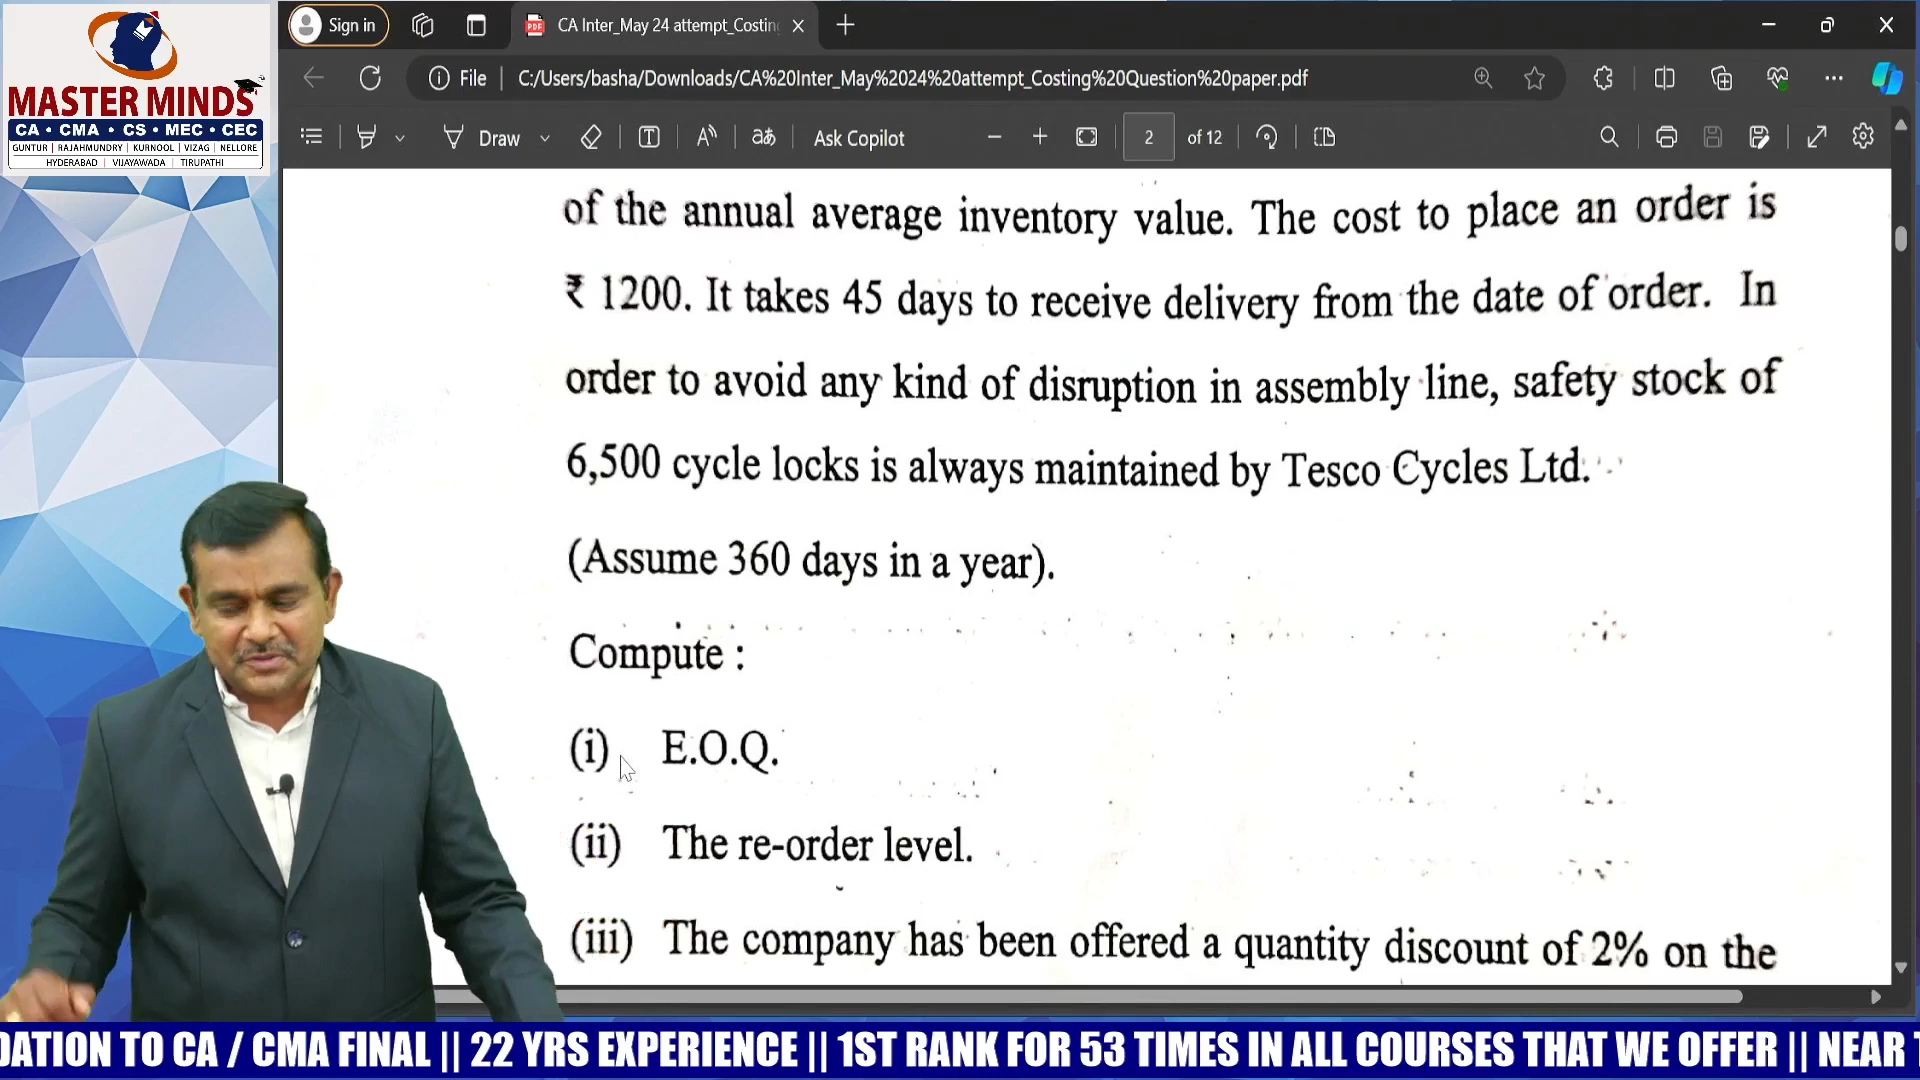 MASTER MINDS
CA • CMA • CS • MEC • CEC
GUNTUR | RAJAHMUNDRY | KURNOOL | VIZAG | NELLORE
HYDERABAD | VIJAYAWADA | TIRUPATHI
Sign in
CA Inter_May 24 attempt_Costin
File
C:/Users/basha/Downloads/CA%20Inter_May%2024%20attempt_Costing%20Question%20paper.pdf
Draw
Ask Copilot
2 of 12
of the annual average inventory value. The cost to place an order is
₹ 1200. It takes 45 days to receive delivery from the date of order. In
order to avoid any kind of disruption in assembly line, safety stock of
6,500 cycle locks is always maintained by Tesco Cycles Ltd.
(Assume 360 days in a year).
Compute :
(i) E.O.Q.
(ii) The re-order level.
(iii) The company has been offered a quantity discount of 2% on the
DATION TO CA / CMA FINAL || 22 YRS EXPERIENCE || 1ST RANK FOR 53 TIMES IN ALL COURSES THAT WE OFFER || NEAR